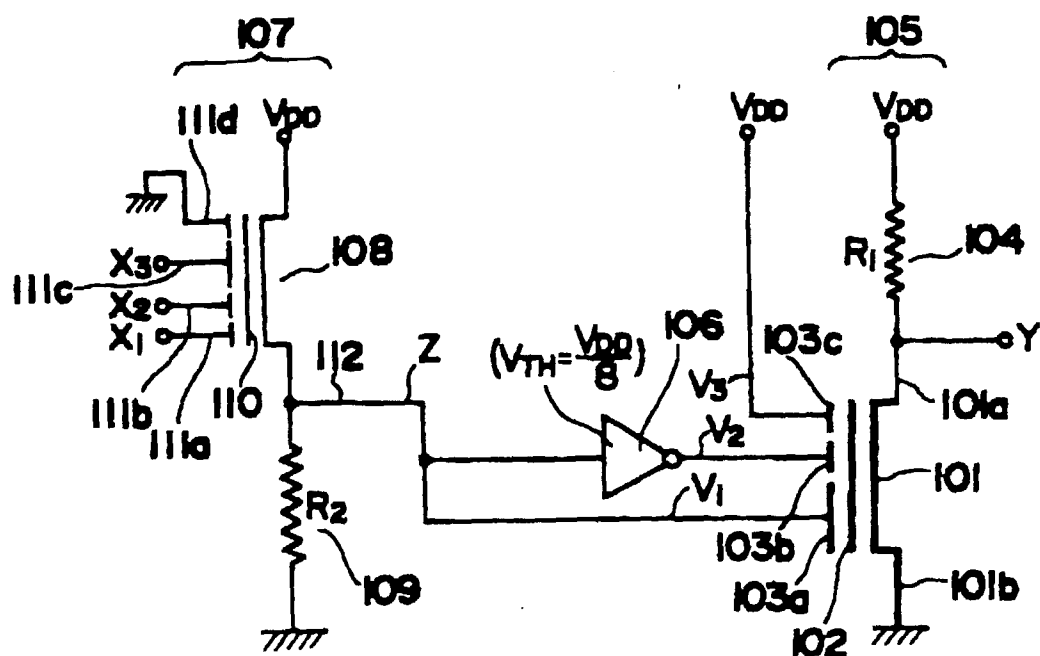 107
105
VDD
VDD
VDD
111d
X3
111c
X2
X1
111b
111a
110
108
112
Z
(VTH=VDD/8)
106
103c
V3
V2
V1
R1
104
Y
101a
101
103b
103a
102
101b
R2
109